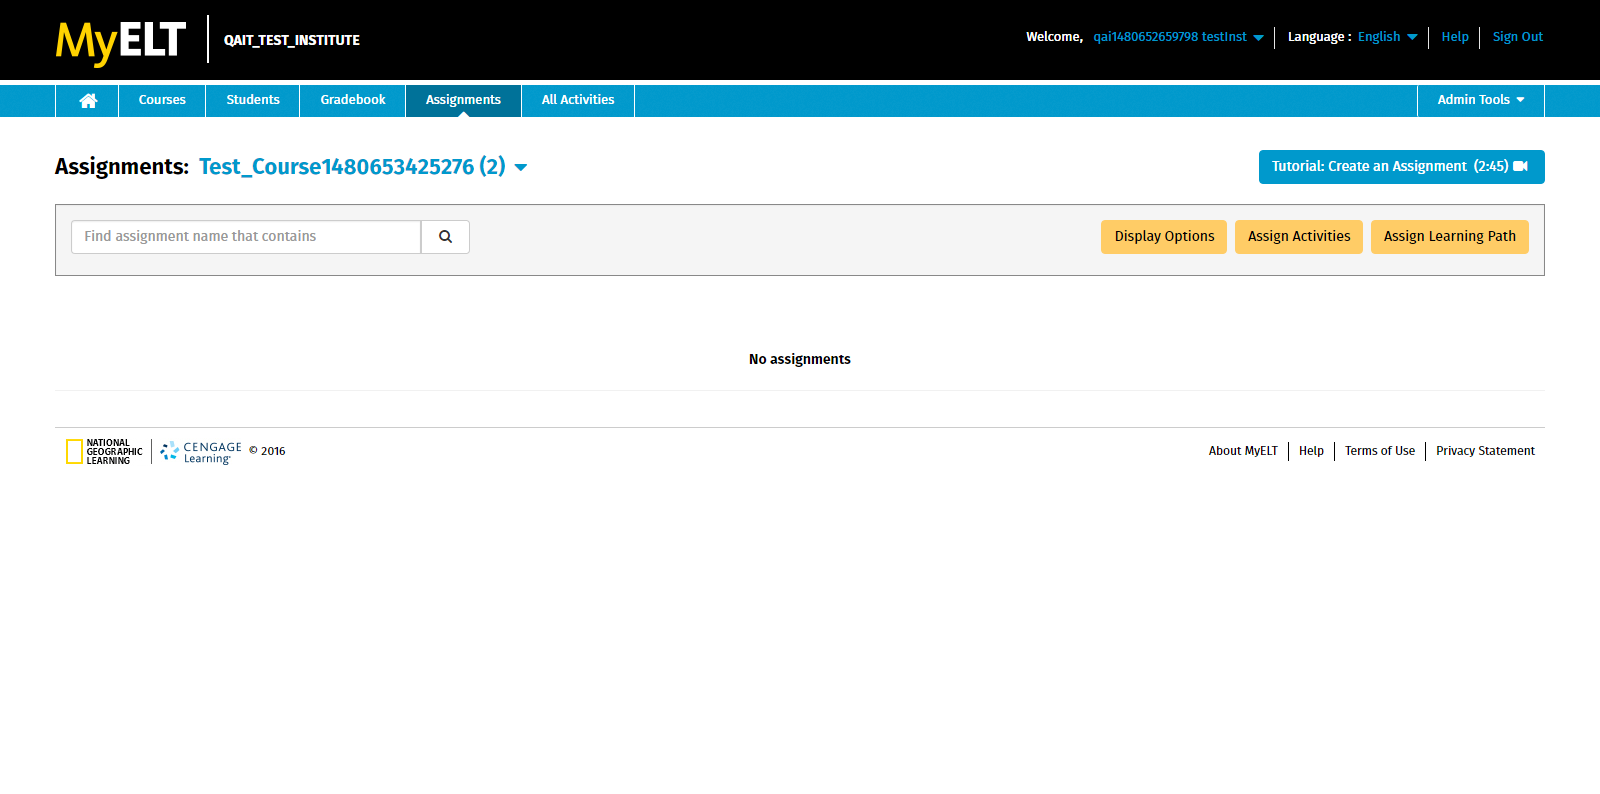 MyELT
QAIT_TEST_INSTITUTE
Welcome, qai1480652659798 testInst
Language : English
Help
Sign Out
Courses
Students
Gradebook
Assignments
All Activities
Admin Tools
Assignments: Test_Course1480653425276 (2)
Tutorial: Create an Assignment (2:45)
Find assignment name that contains
Display Options
Assign Activities
Assign Learning Path
No assignments
NATIONAL
GEOGRAPHIC
LEARNING
CENGAGE
Learning
© 2016
About MyELT
Help
Terms of Use
Privacy Statement